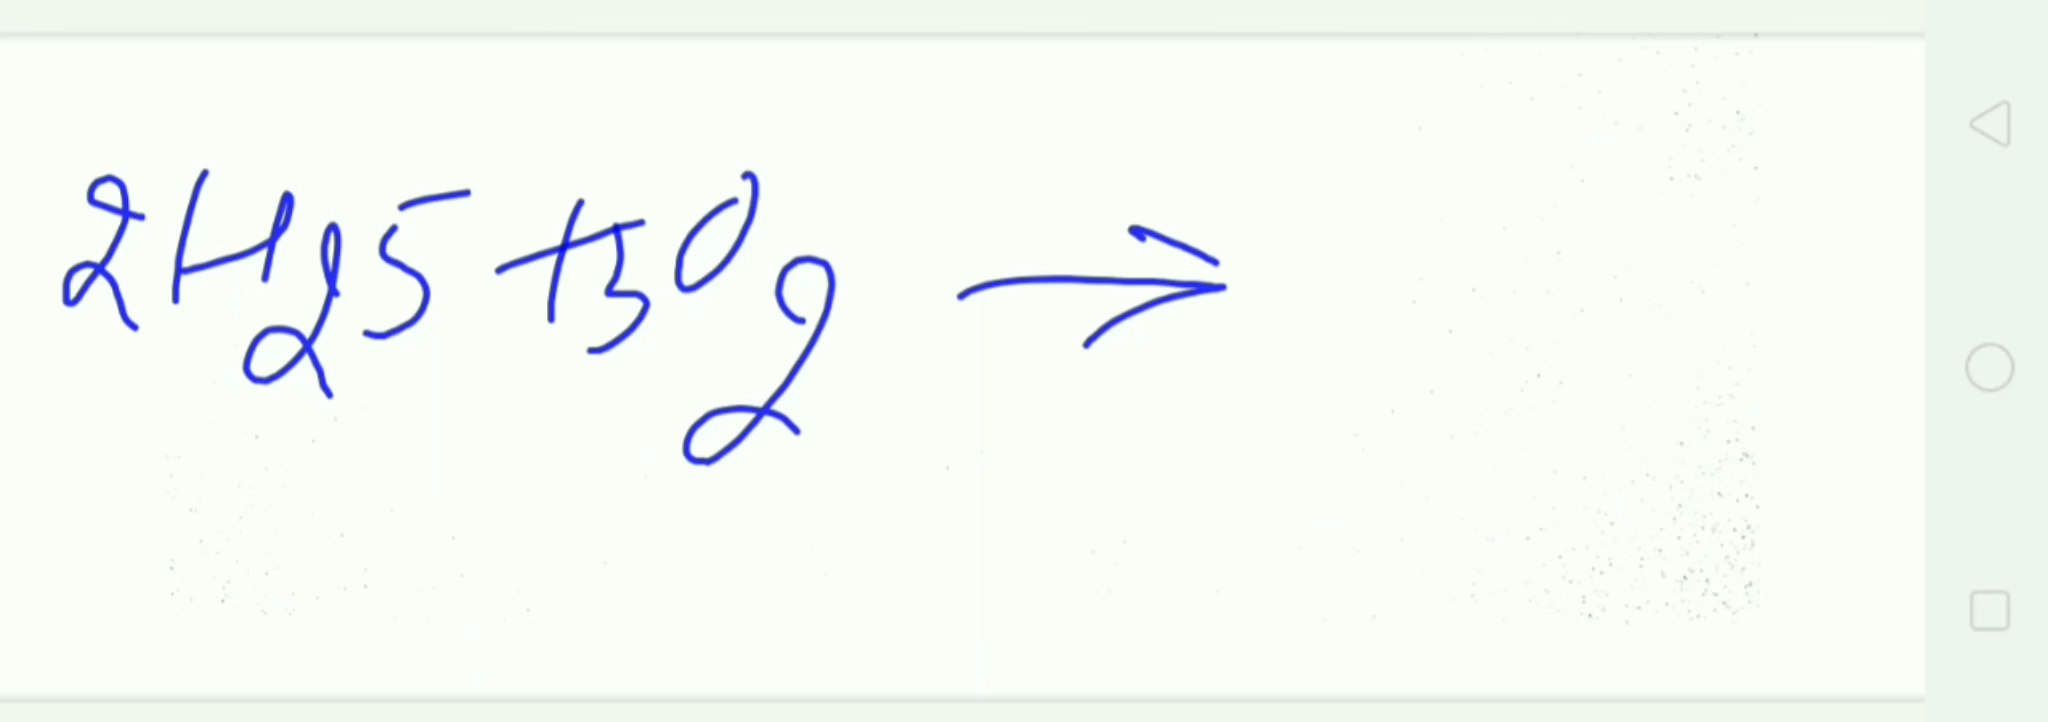 2H₂S + 3O₂ →